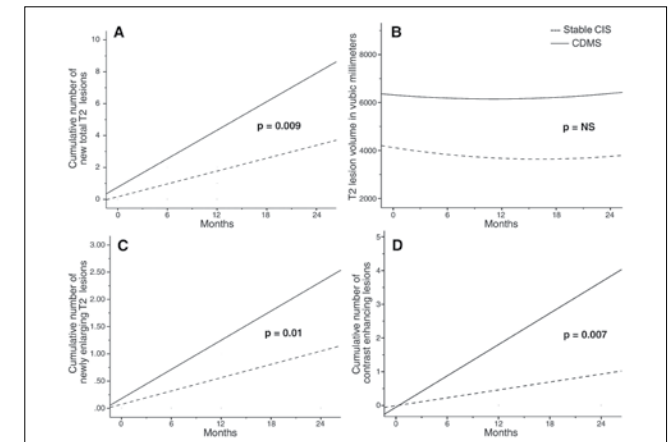 A
Cumulative number of
new total T2 lesions
10
8
6
4
2
0
p = 0.009
0
6
12
18
24
Months
B
Stable CIS
CDMS
T2 lesion volume in vubic millimeters
8000
6000
4000
2000
p = NS
0
6
12
18
24
Months
C
Cumulative number of
newly enlarging T2 lesions
3.00
2.50
2.00
1.50
1.00
.50
.00
p = 0.01
0
6
12
18
24
Months
D
Cumulative number of
contrast enhancing lesions
5
4
3
2
1
0
p = 0.007
0
6
12
18
24
Months